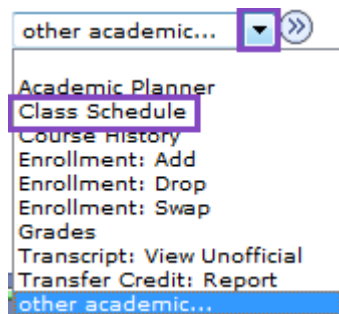 other academic...
Academic Planner
Class Schedule
Course History
Enrollment: Add
Enrollment: Drop
Enrollment: Swap
Grades
Transcript: View Unofficial
Transfer Credit: Report
other academic...